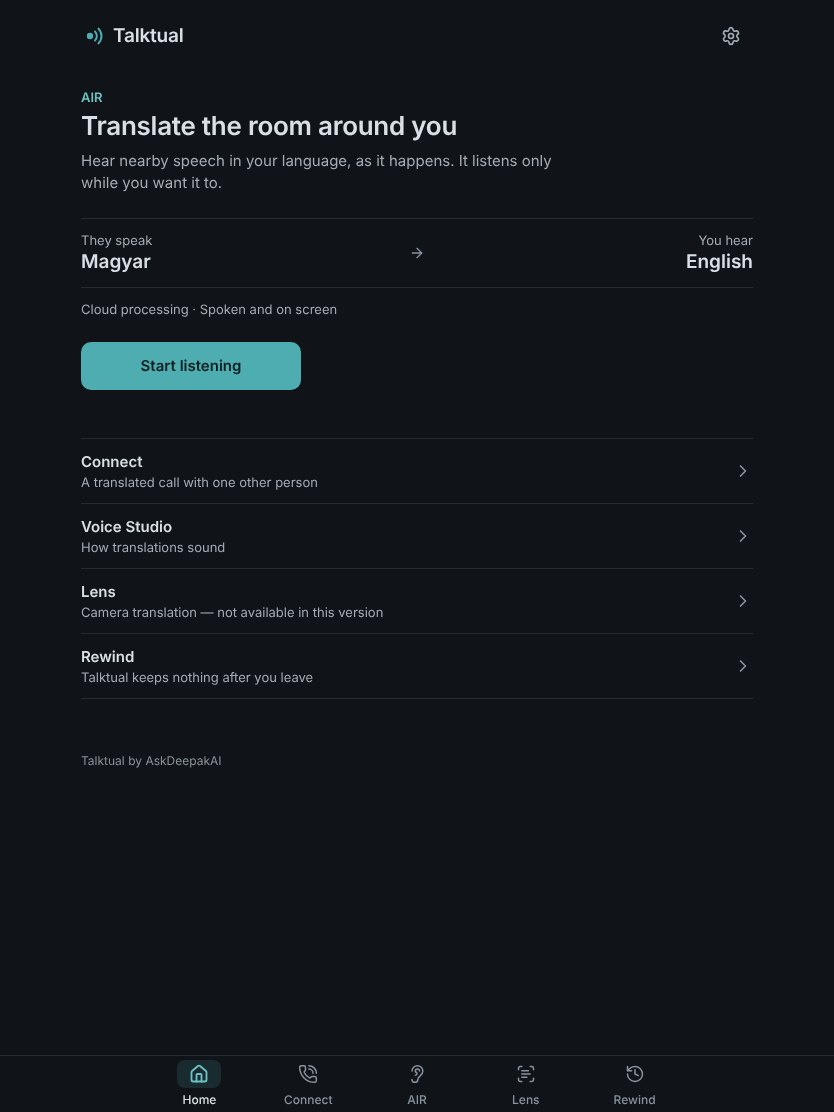 Talktual
AIR
Translate the room around you
Hear nearby speech in your language, as it happens. It listens only
while you want it to.
They speak
Magyar
→
You hear
English
Cloud processing · Spoken and on screen
Start listening
Connect
A translated call with one other person
Voice Studio
How translations sound
Lens
Camera translation — not available in this version
Rewind
Talktual keeps nothing after you leave
Talktual by AskDeepakAI
Home
Connect
AIR
Lens
Rewind